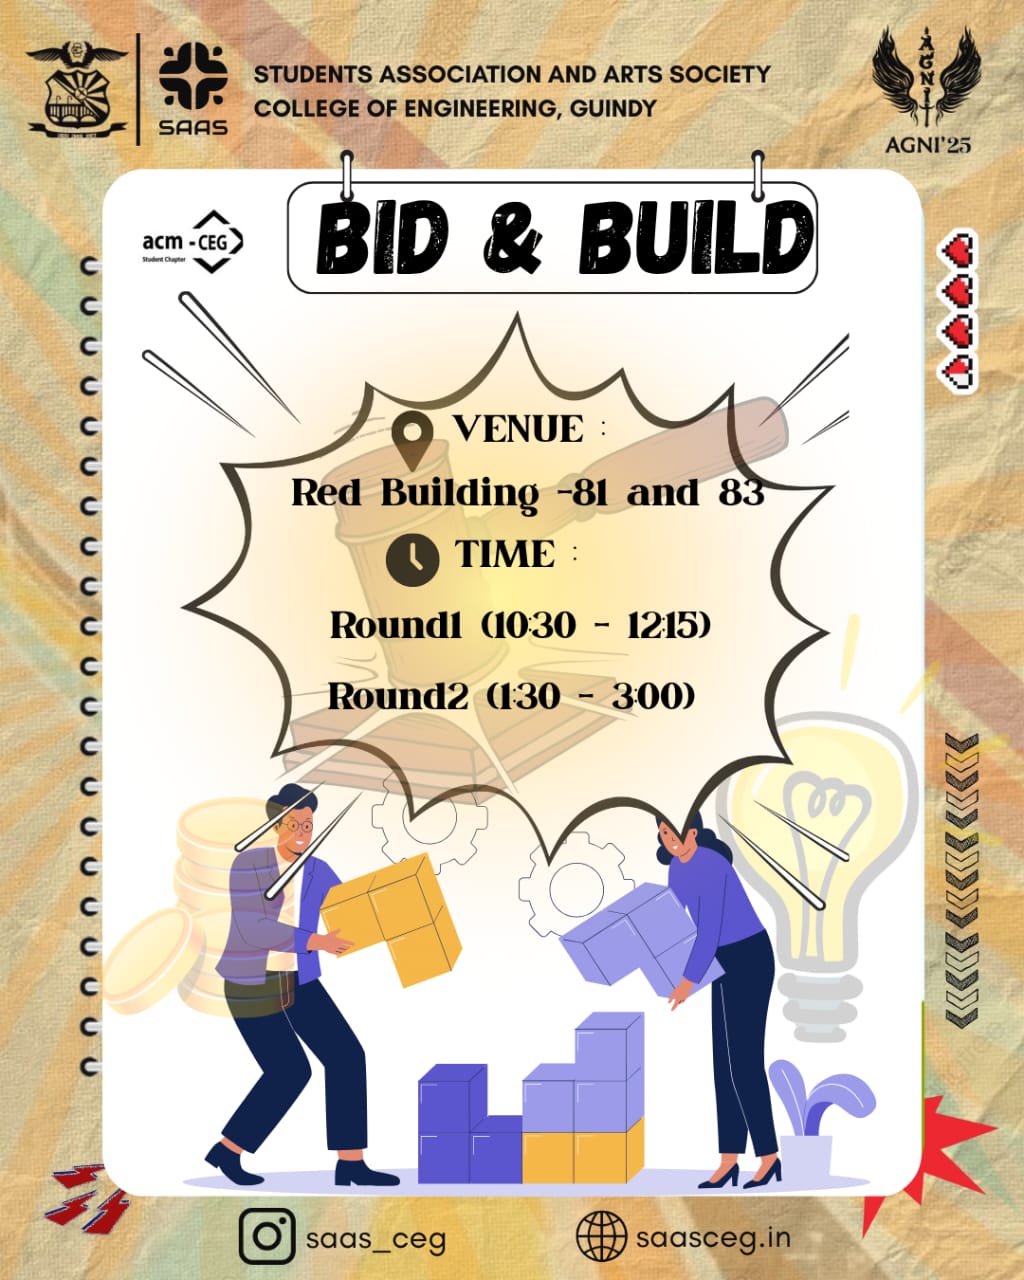 STUDENTS ASSOCIATION AND ARTS SOCIETY
COLLEGE OF ENGINEERING, GUINDY
SAAS
AGNI
AGNI'25
acm - CEG
Student Chapter
BID & BUILD
VENUE :
Red Building -81 and 83
TIME :
Round1 (10:30 - 12:15)
Round2 (1:30 - 3:00)
saas_ceg
saasceg.in